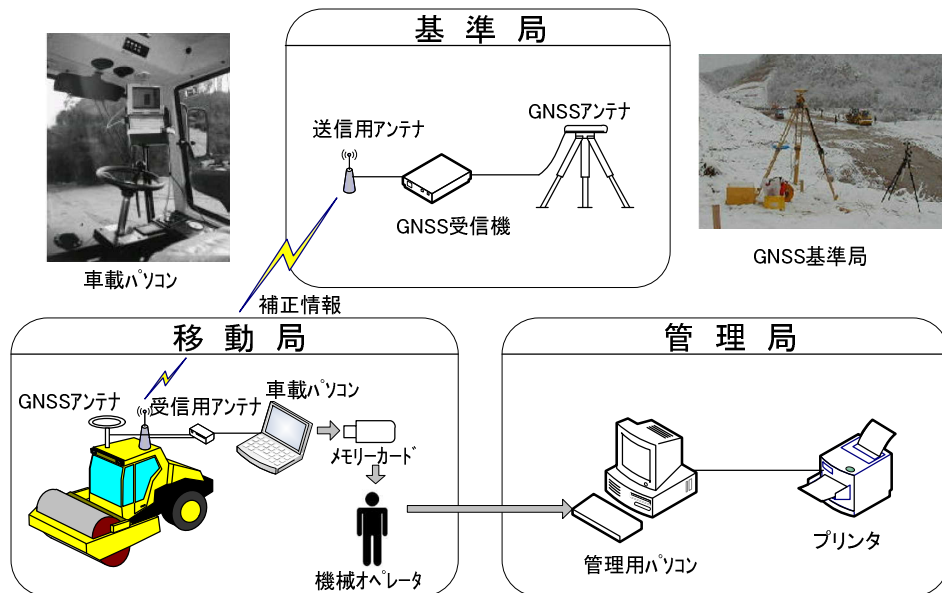 基準局
送信用アンテナ
GNSSアンテナ
GNSS受信機
車載ﾊﾟｿｺﾝ
GNSS基準局
補正情報
移動局
GNSSｱﾝﾃﾅ
受信用アンテナ
車載ﾊﾟｿｺﾝ
ﾒﾓﾘｰｶｰﾄﾞ
機械ｵﾍﾟﾚｰﾀ
管理局
管理用ﾊﾟｿｺﾝ
プリンタ